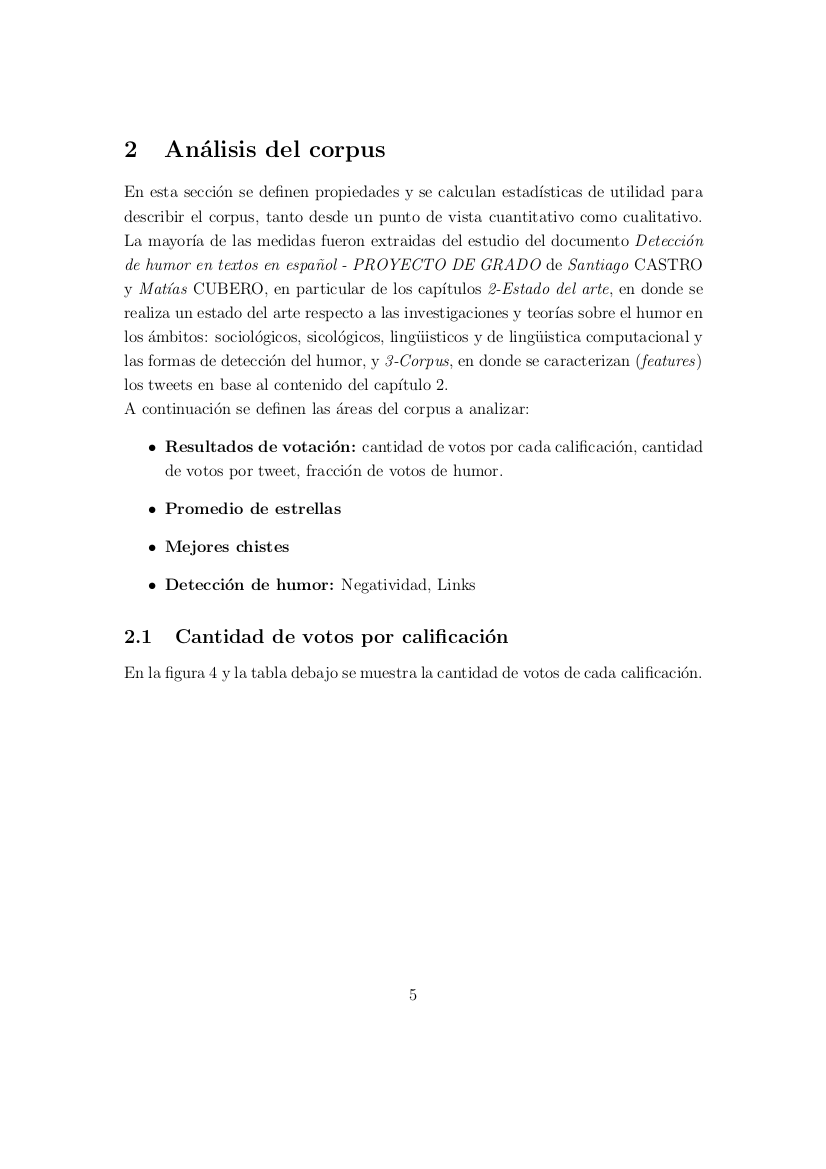 2 Análisis del corpus
En esta sección se definen propiedades y se calculan estadísticas de utilidad para
describir el corpus, tanto desde un punto de vista cuantitativo como cualitativo.
La mayoría de las medidas fueron extraidas del estudio del documento Detección
de humor en textos en español - PROYECTO DE GRADO de Santiago CASTRO
y Matías CUBERO, en particular de los capítulos 2-Estado del arte, en donde se
realiza un estado del arte respecto a las investigaciones y teorías sobre el humor en
los ámbitos: sociológicos, sicológicos, lingüisticos y de lingüistica computacional y
las formas de detección del humor, y 3-Corpus, en donde se caracterizan (features)
los tweets en base al contenido del capítulo 2.
A continuación se definen las áreas del corpus a analizar:
• Resultados de votación: cantidad de votos por cada calificación, cantidad
de votos por tweet, fracción de votos de humor.
• Promedio de estrellas
• Mejores chistes
• Detección de humor: Negatividad, Links
2.1 Cantidad de votos por calificación
En la figura 4 y la tabla debajo se muestra la cantidad de votos de cada calificación.
5